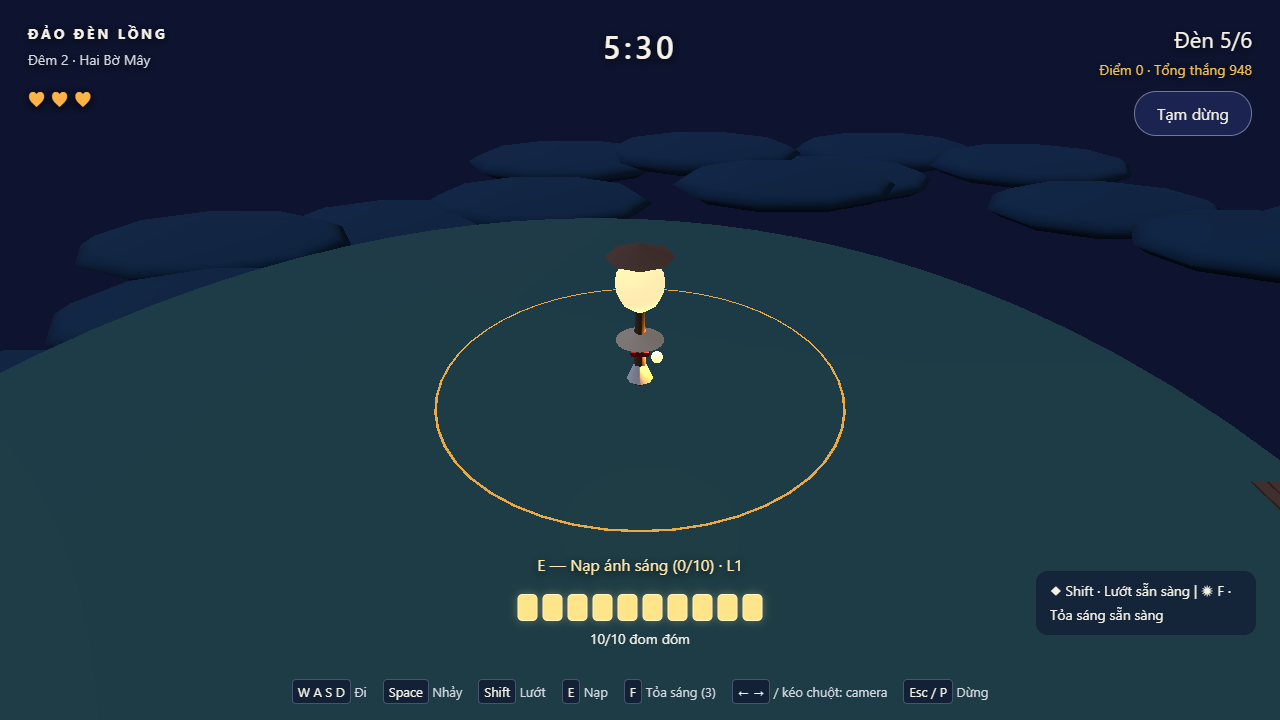 ĐẢO ĐÈN LỒNG
Đêm 2 · Hai Bờ Mây
5:30
Đèn 5/6
Điểm 0 · Tổng thắng 948
Tạm dừng
E — Nạp ánh sáng (0/10) · L1
10/10 đom đóm
◆ Shift · Lướt sẵn sàng | ✹ F ·
Tỏa sáng sẵn sàng
W A S D Đi Space Nhảy Shift Lướt E Nạp F Tỏa sáng (3) ← → / kéo chuột: camera Esc / P Dừng